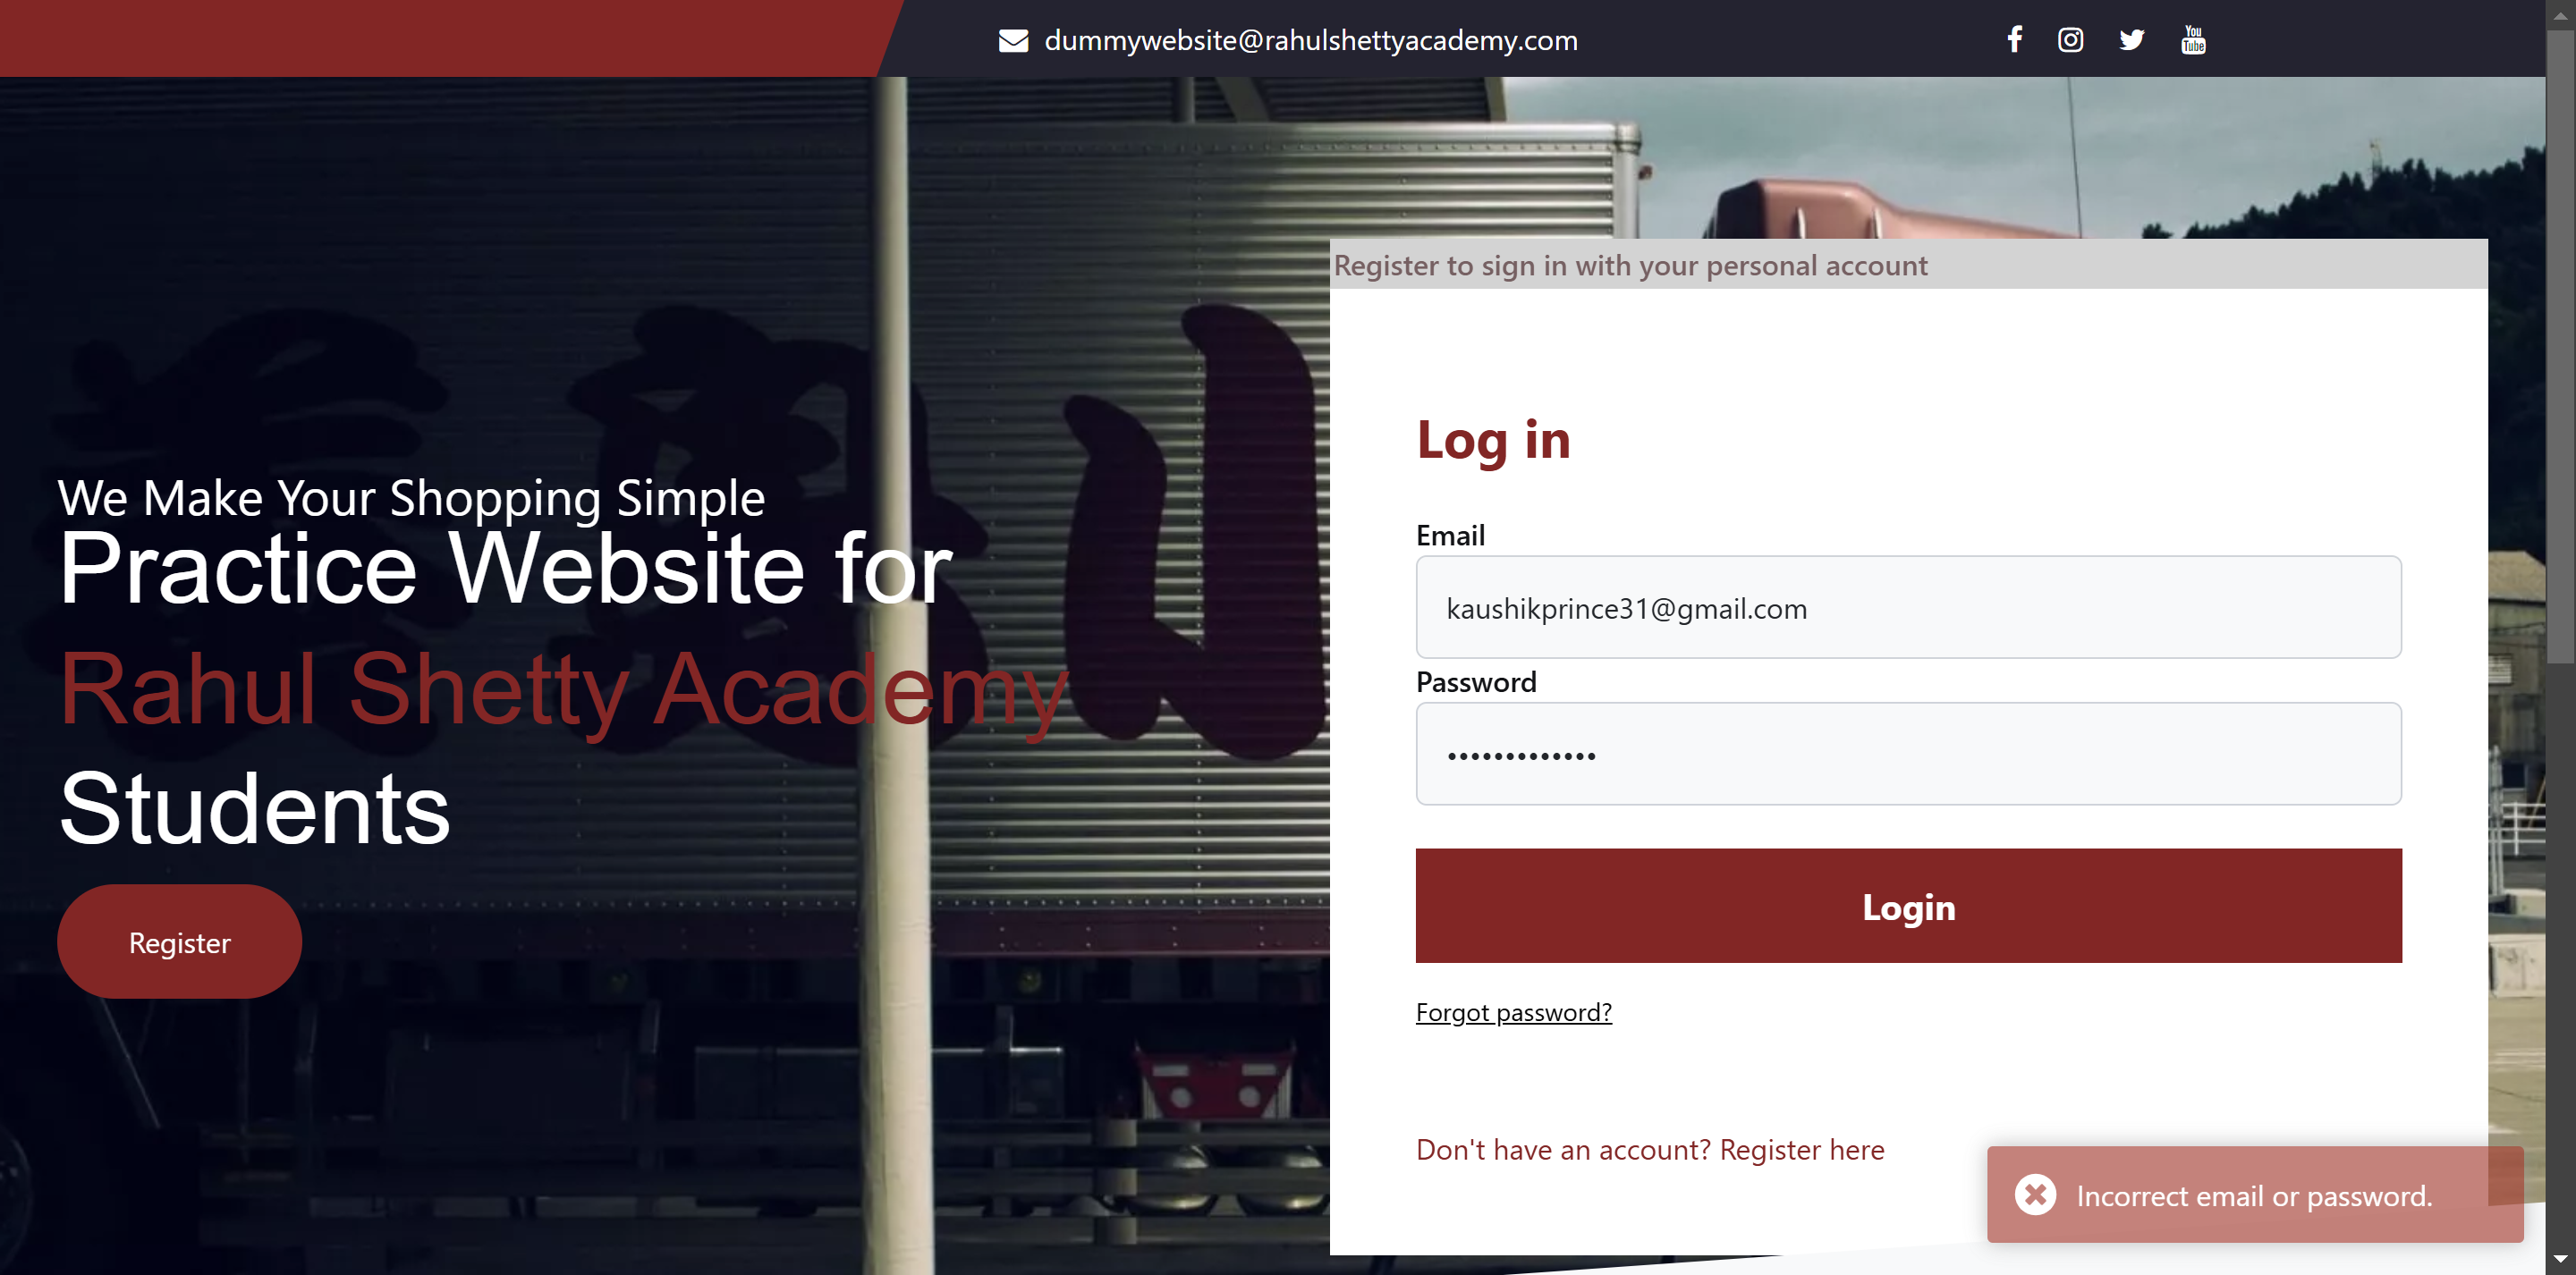 dummywebsite@rahulshettyacademy.com
You
Tube
Register to sign in with your personal account
We Make Your Shopping Simple
Practice Website for
Rahul Shetty Academy
Students
Register
Log in
Email
kaushikprince31@gmail.com
Password
•••••••••••••
Login
Forgot password?
Don't have an account? Register here
Incorrect email or password.